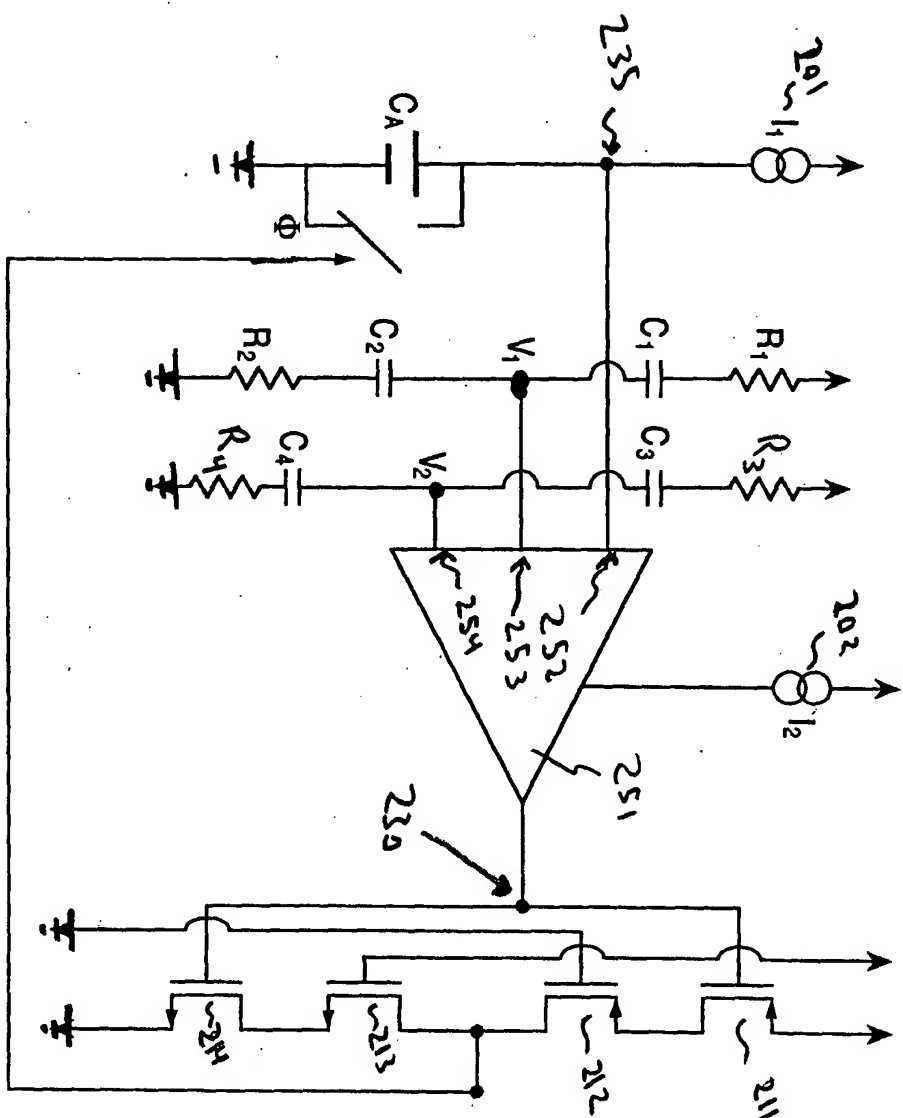 201
I₁
235
C_A
Φ
R₁
C₁
V₁
C₂
R₂
R₃
C₃
V₂
C₄
R₄
202
I₂
252
253
254
251
230
211
212
213
214